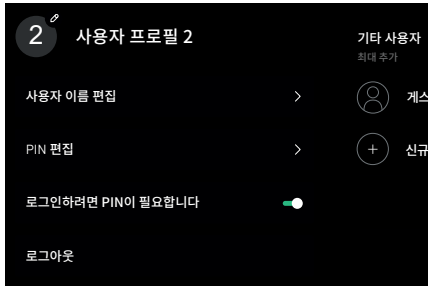 2
사용자 프로필 2
사용자 이름 편집
PIN 편집
로그인하려면 PIN이 필요합니다
로그아웃
기타 사용자
최대 추가
게스
신규